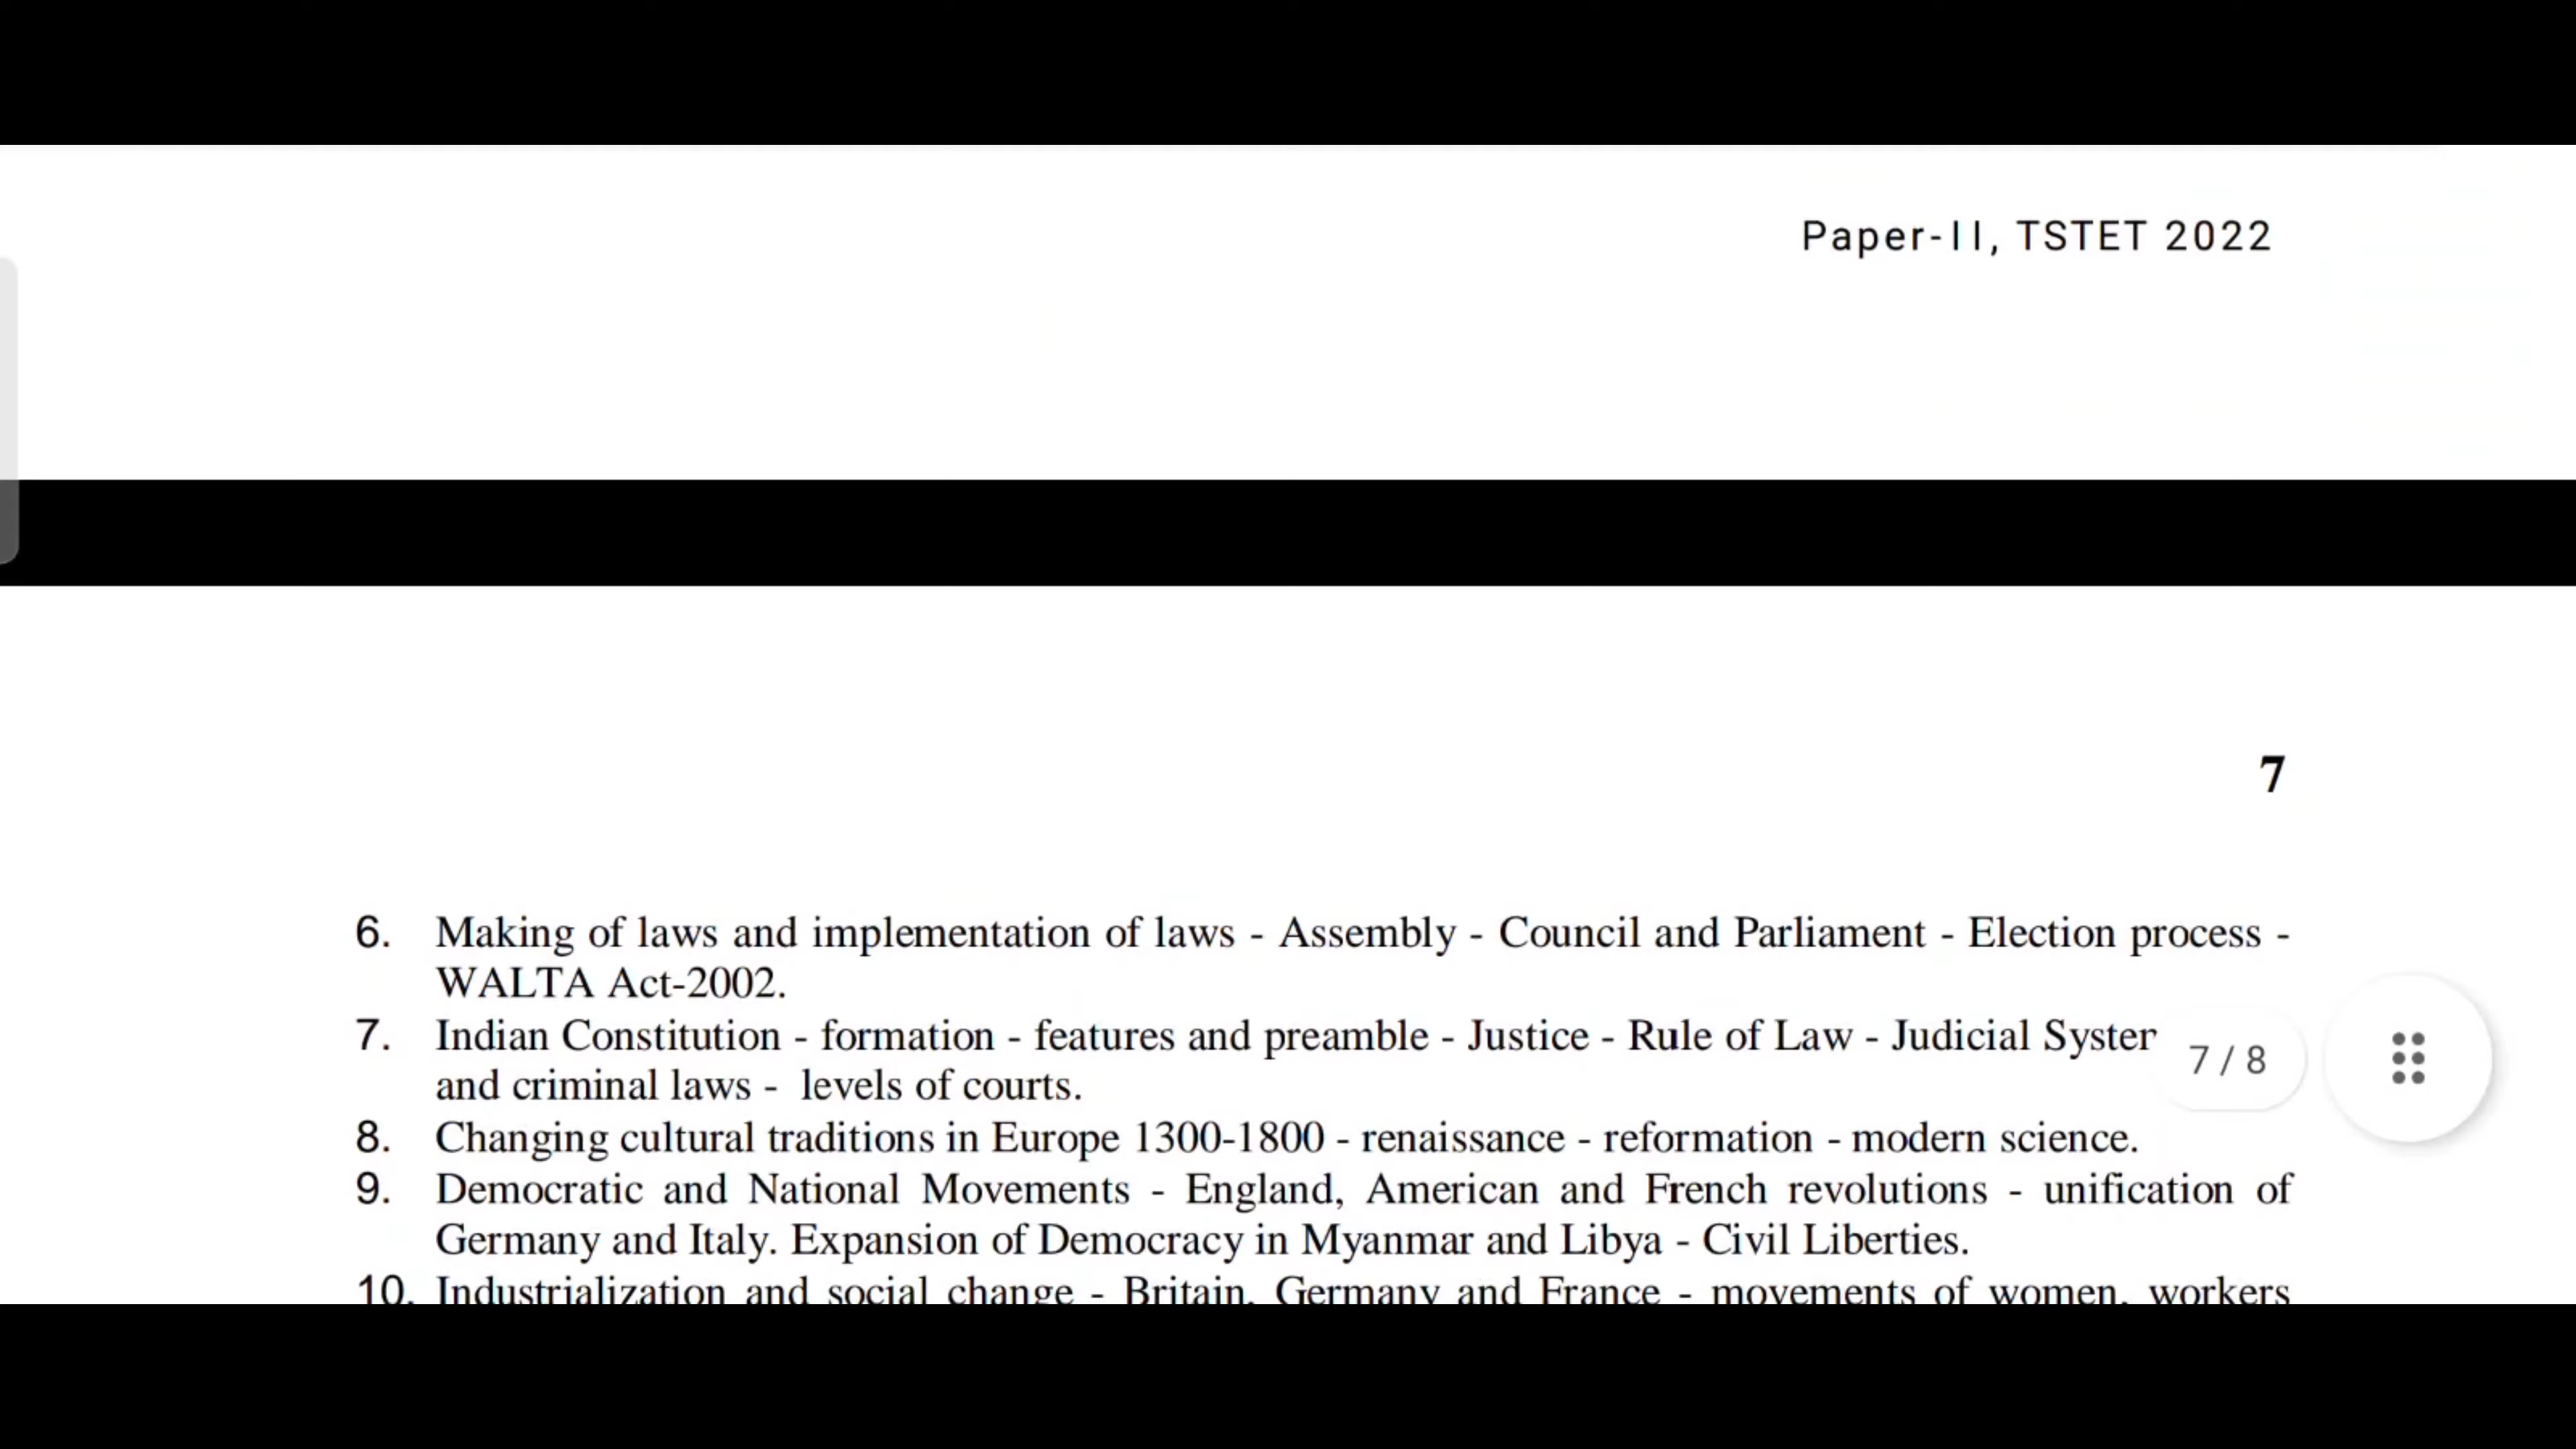 Paper-II, TSTET 2022
7
6. Making of laws and implementation of laws - Assembly - Council and Parliament - Election process -
WALTA Act-2002.
7. Indian Constitution - formation - features and preamble - Justice - Rule of Law - Judicial
and criminal laws - levels of courts.
7 / 8
8. Changing cultural traditions in Europe 1300-1800 - renaissance - reformation - modern science.
9. Democratic and National Movements - England, American and French revolutions - unification of
Germany and Italy. Expansion of Democracy in Myanmar and Libya - Civil Liberties.
10. Industrialization and social change - Britain, Germany and France - movements of women, workers